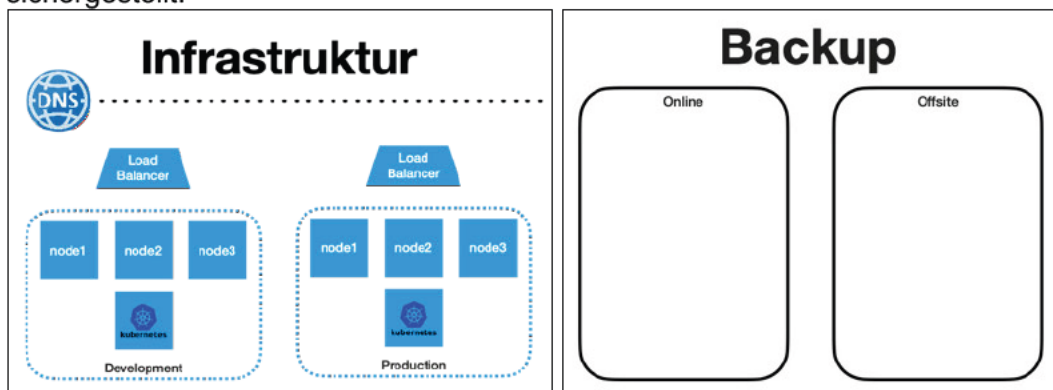 sichergestellt.
Infrastruktur
DNS
Load
Balancer
Load
Balancer
node1 node2 node3
node1 node2 node3
kubernetes
kubernetes
Development
Production
Backup
Online
Offsite